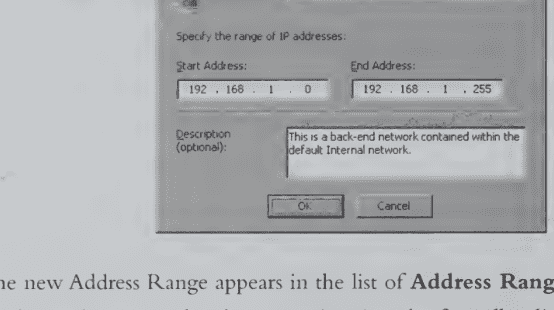 Specify the range of IP addresses:
Start Address: End Address:
192 . 168 . 1 . 0 192 . 168 . 1 . 255
Description
(optional):
This is a back-end network contained within the
default Internal network.
OK Cancel
ne new Address Range appears in the list of Address Rang